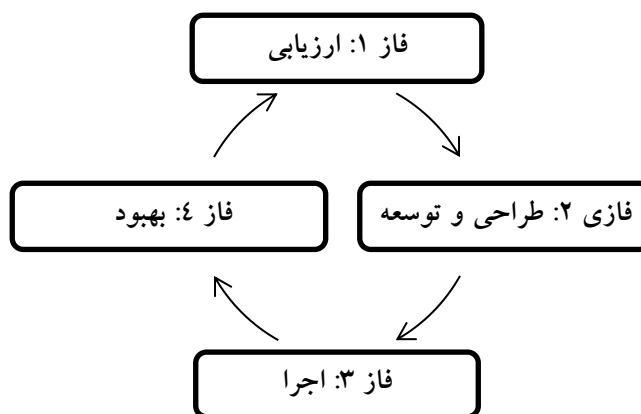 فاز ۱: ارزیابی
فازی ۲: طراحی و توسعه
فاز ۳: اجرا
فاز ٤: بهبود